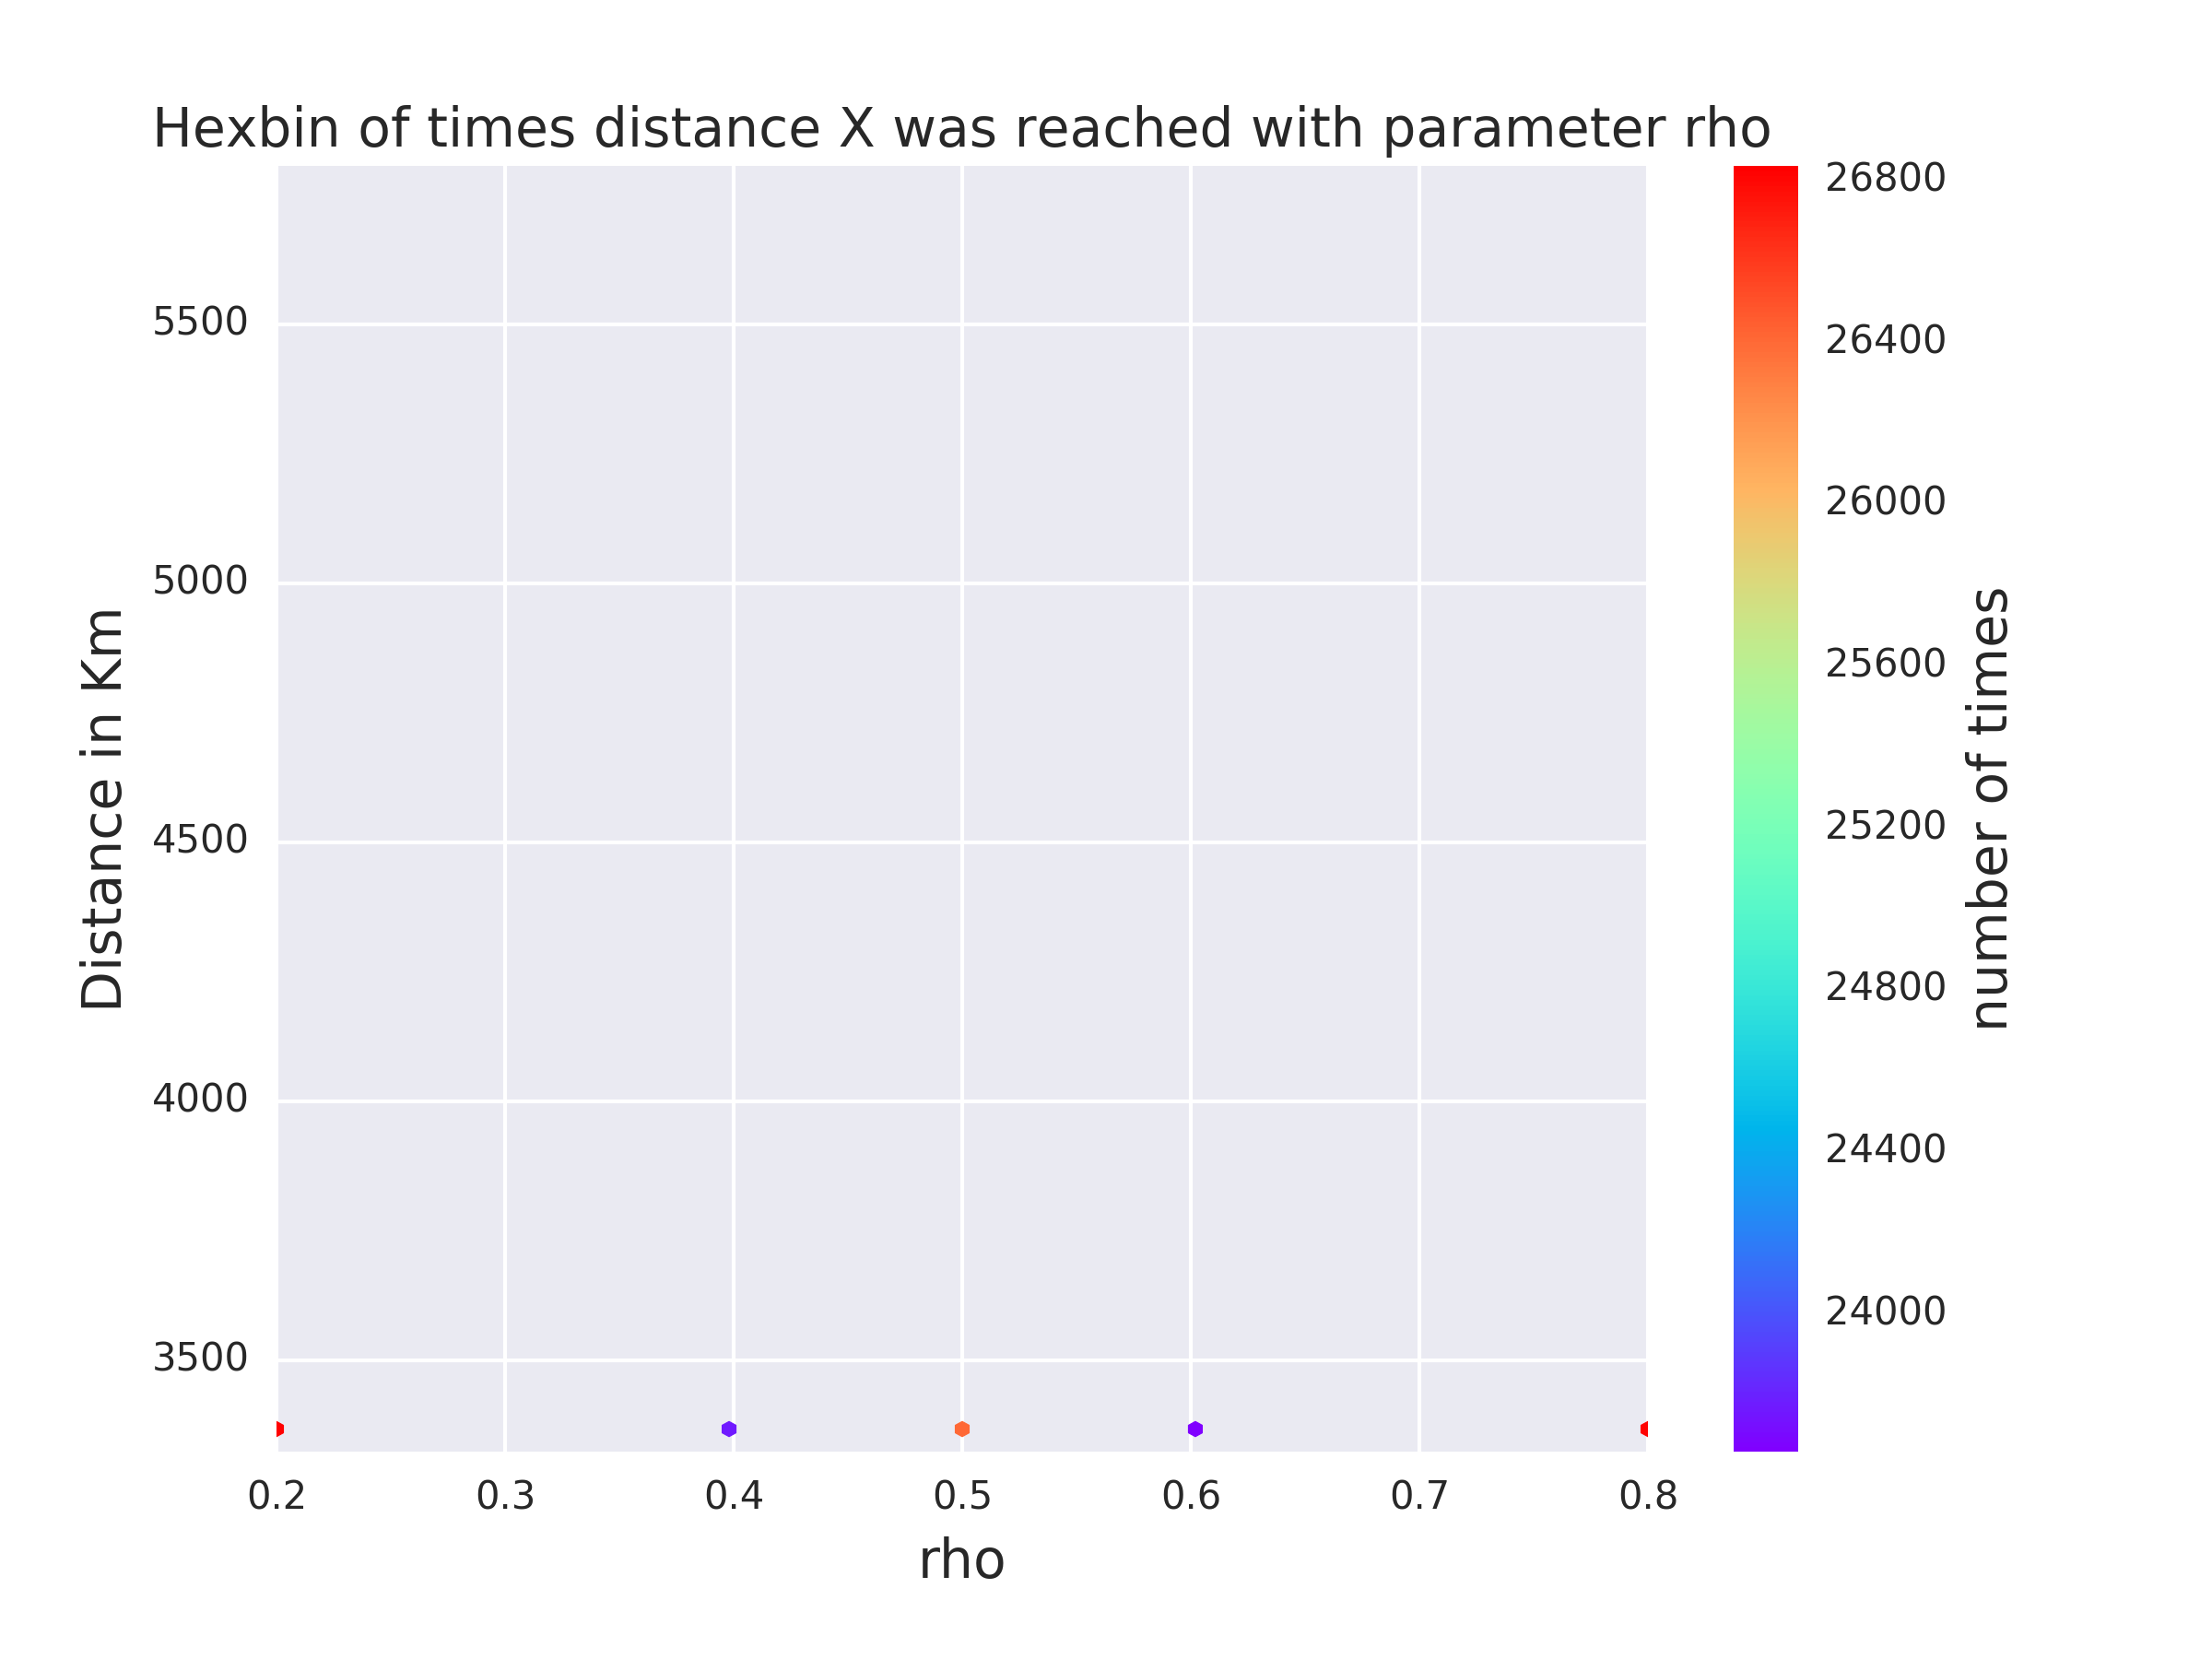 Hexbin of times distance X was reached with parameter rho
5500
5000
4500
4000
3500
Distance in Km
0.2 0.3 0.4 0.5 0.6 0.7 0.8
rho
26800
26400
26000
25600
25200
24800
24400
24000
number of times